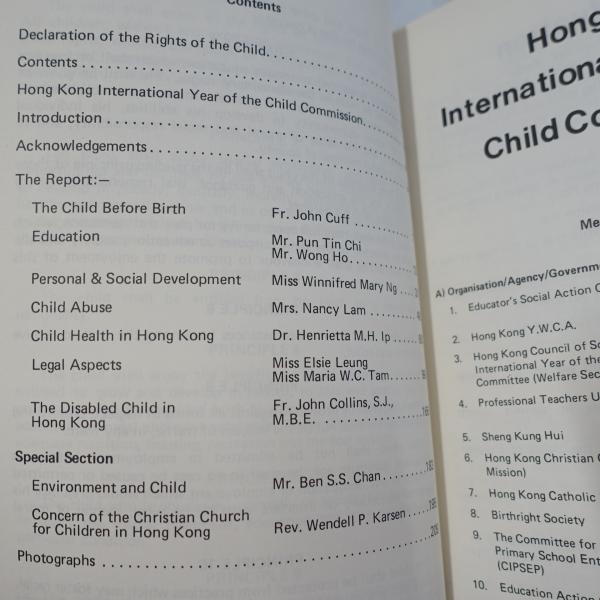 Contents
Declaration of the Rights of the Child
Contents
Hong Kong International Year of the Child Commission
Introduction
Acknowledgements
The Report:—
The Child Before Birth Fr. John Cuff
Education Mr. Pun Tin Chi
Mr. Wong Ho
Personal & Social Development Miss Winnifred Mary Ng
Child Abuse Mrs. Nancy Lam
Child Health in Hong Kong Dr. Henrietta M.H. Ip
Legal Aspects Miss Elsie Leung
Miss Maria W.C. Tam
The Disabled Child in Fr. John Collins, S.J.,
Hong Kong M.B.E.
Special Section
Environment and Child Mr. Ben S.S. Chan
Concern of the Christian Church
for Children in Hong Kong Rev. Wendell P. Karsen
Photographs
Hong
International
Child Co
Me
A) Organisation/Agency/Governm
1. Educator's Social Action C
2. Hong Kong Y.W.C.A.
3. Hong Kong Council of So
International Year of the
Committee (Welfare Sec
4. Professional Teachers U
5. Sheng Kung Hui
6. Hong Kong Christian
Mission)
7. Hong Kong Catholic
8. Birthright Society
9. The Committee for
Primary School Ent
(CIPSEP)
10. Education Action